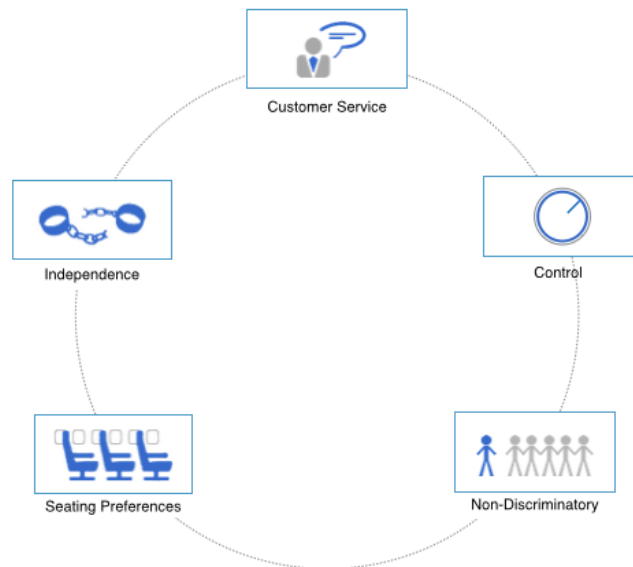 Customer Service
Independence
Control
Seating Preferences
Non-Discriminatory